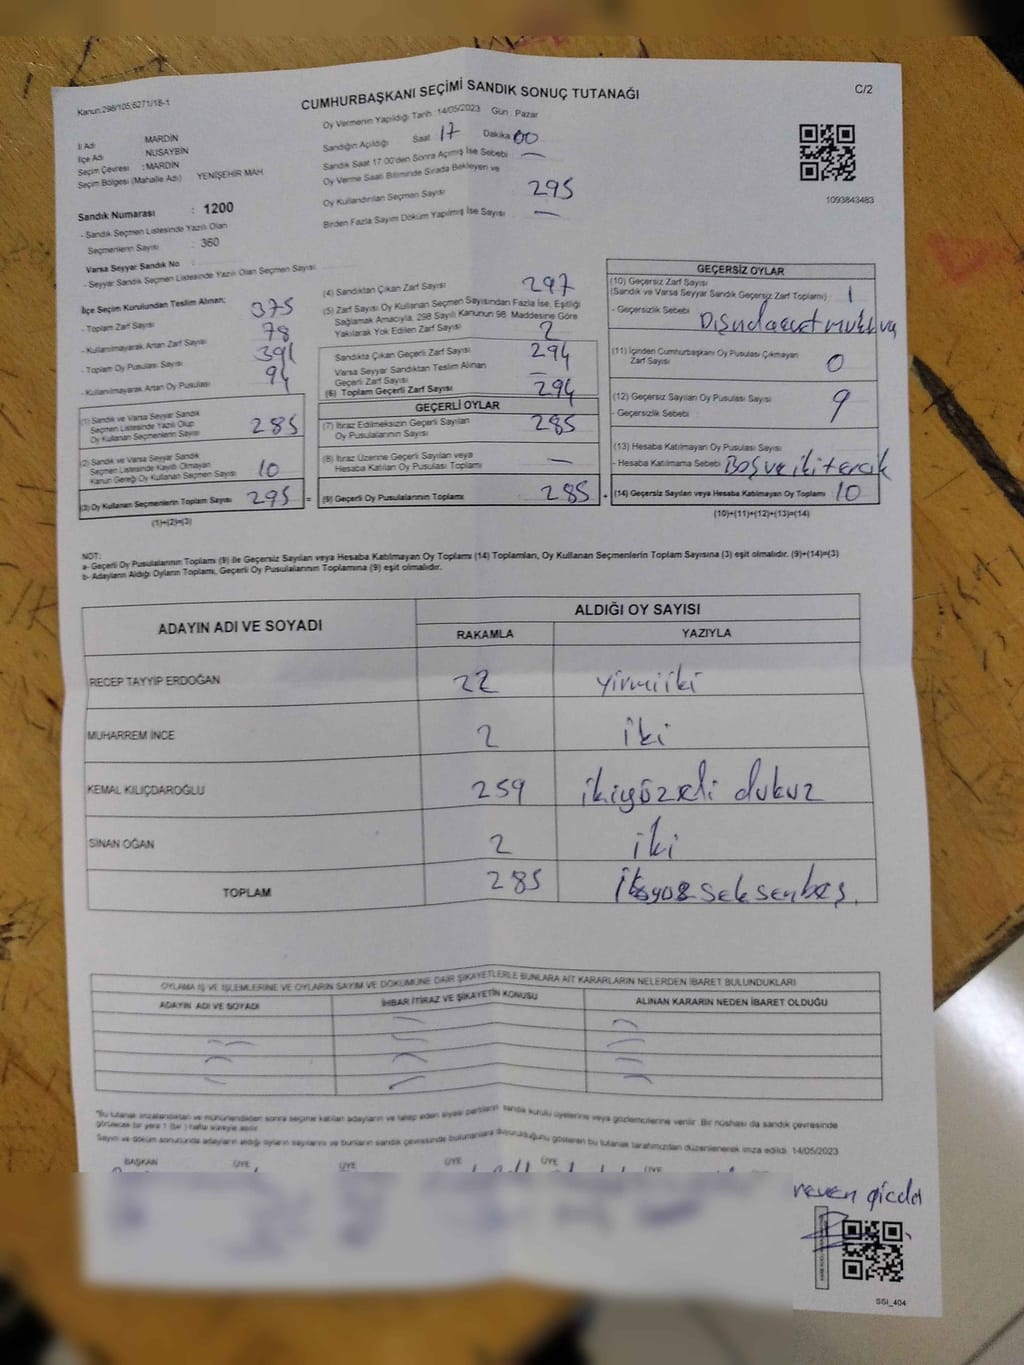 Kanun:298/105;6271/18-1
CUMHURBAŞKANI SEÇİMİ SANDIK SONUÇ TUTANAĞI
C/2
İl Adı MARDİN
İlçe Adı NUSAYBİN
Seçim Çevresi : MARDİN
Seçim Bölgesi (Mahalle Adı) YENİŞEHİR MAH
Sandık Numarası : 1200
- Sandık Seçmen Listesinde Yazılı Olan
Seçmenlerin Sayısı : 360
Varsa Seyyar Sandık No
- Seyyar Sandık Seçmen Listesinde Yazılı Olan Seçmen Sayısı
Oy Vermenin Yapıldığı Tarih :14/05/2023 Gün : Pazar
Sandığın Açıldığı Saat 17 Dakika 00
Sandık Saat 17:00'den Sonra Açılmış İse Sebebi —
Oy Verme Saati Bitiminde Sırada Bekleyen ve
Oy Kullandırılan Seçmen Sayısı 295
Birden Fazla Sayım Döküm Yapılmış İse Sayısı —
1093843483
İlçe Seçim Kurulundan Teslim Alınan;
- Toplam Zarf Sayısı 375
- Kullanılmayarak Artan Zarf Sayısı 78
- Toplam Oy Pusulası Sayısı 391
- Kullanılmayarak Artan Oy Pusulası 94
(1) Sandık ve Varsa Seyyar Sandık
Seçmen Listesinde Yazılı Olup
Oy Kullanan Seçmenlerin Sayısı 285
(2) Sandık ve Varsa Seyyar Sandık
Seçmen Listesinde Kayıtlı Olmayan
Kanun Gereği Oy Kullanan Seçmen Sayısı 10
(3) Oy Kullanan Seçmenlerin Toplam Sayısı 295 =
(1)+(2)=(3)
(4) Sandıktan Çıkan Zarf Sayısı 297
(5) Zarf Sayısı Oy Kullanan Seçmen Sayısından Fazla İse, Eşitliği
Sağlamak Amacıyla, 298 Sayılı Kanunun 98. Maddesine Göre
Yakılarak Yok Edilen Zarf Sayısı 2
Sandıkta Çıkan Geçerli Zarf Sayısı 294
Varsa Seyyar Sandıktan Teslim Alınan
Geçerli Zarf Sayısı —
(6) Toplam Geçerli Zarf Sayısı 294
GEÇERLİ OYLAR
(7) İtiraz Edilmeksizin Geçerli Sayılan
Oy Pusulalarının Sayısı 285
(8) İtiraz Üzerine Geçerli Sayılan veya
Hesaba Katılan Oy Pusulası Toplamı —
(9) Geçerli Oy Pusulalarının Toplamı 285 +
GEÇERSİZ OYLAR
(10) Geçersiz Zarf Sayısı
(Sandık ve Varsa Seyyar Sandık Geçersiz Zarf Toplamı) 1
- Geçersizlik Sebebi
(11) İçinden Cumhurbaşkanı Oy Pusulası Çıkmayan
Zarf Sayısı 0
(12) Geçersiz Sayılan Oy Pusulası Sayısı 9
- Geçersizlik Sebebi
(13) Hesaba Katılmayan Oy Pusulası Sayısı
- Hesaba Katılmama Sebebi Boş ve iki tercik
(14) Geçersiz Sayılan veya Hesaba Katılmayan Oy Toplamı 10
(10)+(11)+(12)+(13)=(14)
NOT:
a- Geçerli Oy Pusulalarının Toplamı (9) ile Geçersiz Sayılan veya Hesaba Katılmayan Oy Toplamı (14) Toplamları, Oy Kullanan Seçmenlerin Toplam Sayısına (3) eşit olmalıdır. (9)+(14)=(3)
b- Adayların Aldığı Oyların Toplamı, Geçerli Oy Pusulalarının Toplamına (9) eşit olmalıdır.
ADAYIN ADI VE SOYADI
ALDIĞI OY SAYISI
RAKAMLA YAZIYLA
RECEP TAYYİP ERDOĞAN 22 yirmiiki
MUHARREM İNCE 2 iki
KEMAL KILIÇDAROĞLU 259 ikiyüzelli dukuz
SİNAN OĞAN 2 iki
TOPLAM 285 ikiyüz seksenbeş.
OYLAMA İŞ VE İŞLEMLERİNE VE OYLARIN SAYIM VE DÖKÜMÜNE DAİR ŞİKAYETLERLE BUNLARA AİT KARARLARIN NELERDEN İBARET BULUNDUKLARI
ADAYIN ADI VE SOYADI İHBAR İTİRAZ VE ŞİKAYETİN KONUSU ALINAN KARARIN NEDEN İBARET OLDUĞU
"Bu tutanak imzalandıktan ve mühürlendikten sonra seçime katılan adayların ve talep eden siyasi partilerin sandık kurulu üyelerine veya gözlemcilerine verilir. Bir nüshası da sandık çevresinde
görülecek bir yere 1 (bir) hafta süreyle asılır.
Sayım ve döküm sonunda adayların aldığı oyların sayılarını ve bunların sandık çevresinde bulunanlara duyurulduğunu gösteren bu tutanak tarafımızdan düzenlenerek imza edildi. 14/05/2023
BAŞKAN ÜYE ÜYE ÜYE ÜYE ÜYE ÜYE
SSI_404